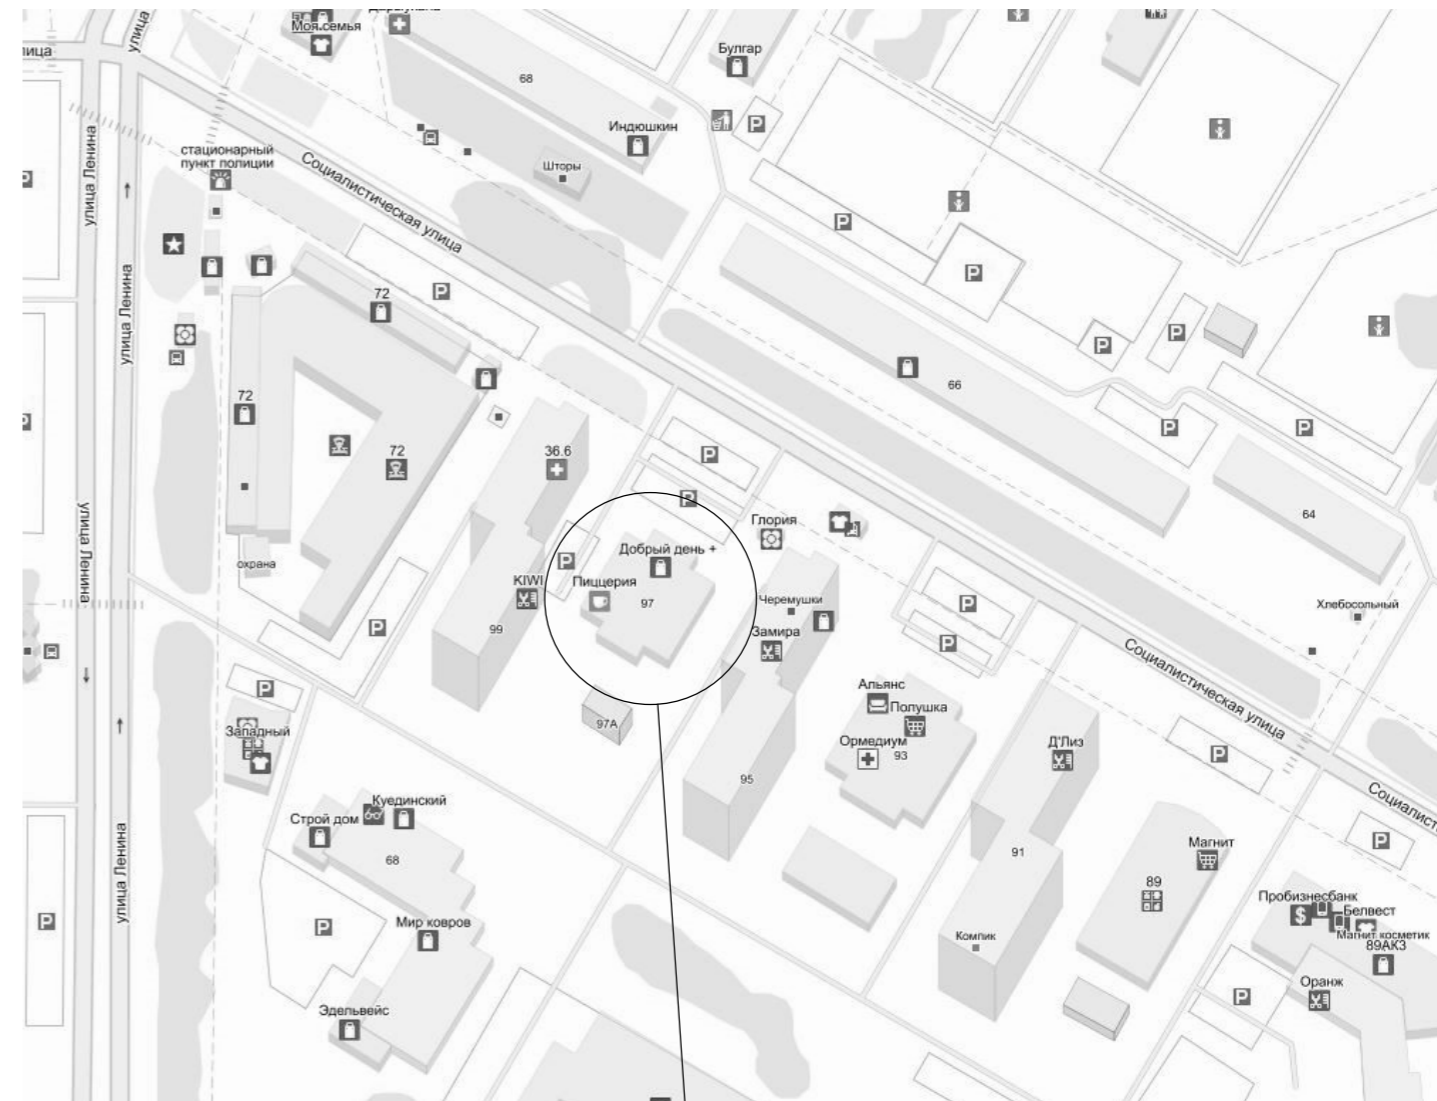 Моя семья
68
Булгар
улица
улица Ленина
Индюшкин
P
стационарный
пункт полиции
Социалистическая улица
Шторы
P
P
улица Ленина
P
72
P
P
P
66
72
72
36.6
P
P
P
P
64
улица Ленина
P
Глория
Добрый день +
охрана
KIWI
P
Пиццерия
97
Черемушки
P
Хлебосольный
99
P
Замира
P
Социалистическая улица
P
Альянс
Полушка
Западный
97А
Ормедиум
93
Д'Лиз
P
95
Куединский
Строй дом
улица Ленина
68
91
Магнит
P
89
Пробизнесбанк
$
Белвест
P
Мир ковров
P
Компик
Магнит косметик
89АК3
Оранж
P
Эдельвейс